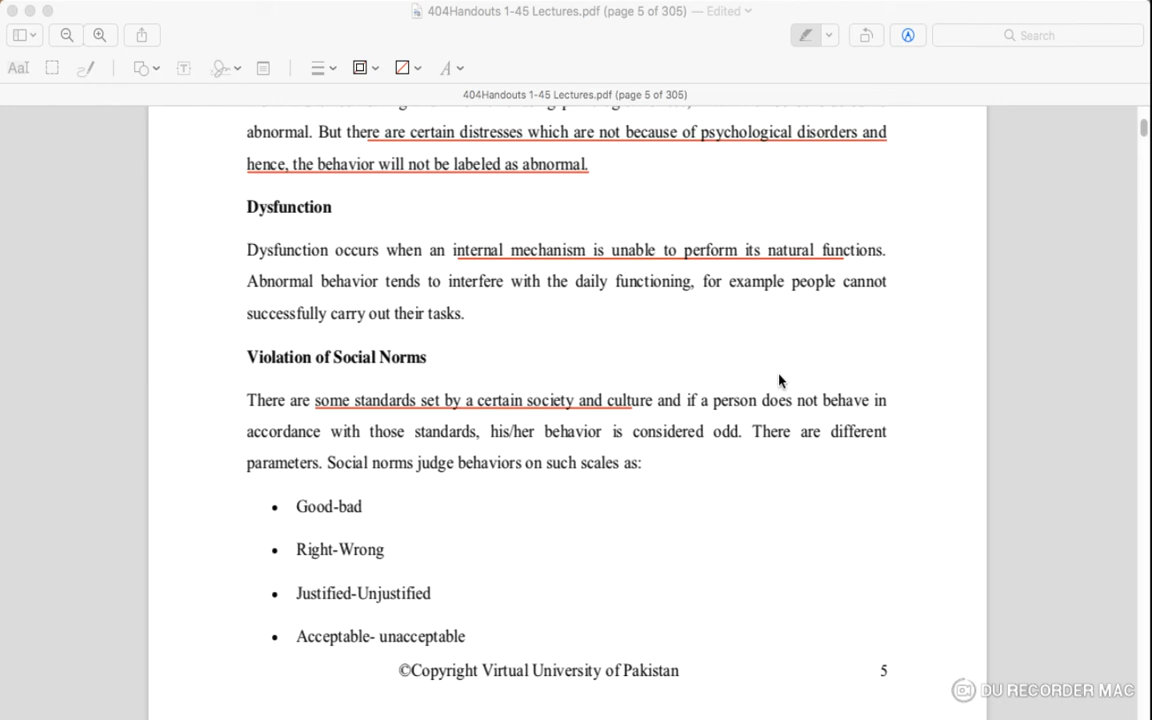 404Handouts 1-45 Lectures.pdf (page 5 of 305) — Edited
Search
AaI
T
A
404Handouts 1-45 Lectures.pdf (page 5 of 305)
abnormal. But there are certain distresses which are not because of psychological disorders and
hence, the behavior will not be labeled as abnormal.
Dysfunction
Dysfunction occurs when an internal mechanism is unable to perform its natural functions.
Abnormal behavior tends to interfere with the daily functioning, for example people cannot
successfully carry out their tasks.
Violation of Social Norms
There are some standards set by a certain society and culture and if a person does not behave in
accordance with those standards, his/her behavior is considered odd. There are different
parameters. Social norms judge behaviors on such scales as:
• Good-bad
• Right-Wrong
• Justified-Unjustified
• Acceptable- unacceptable
©Copyright Virtual University of Pakistan 5
DU RECORDER MAC